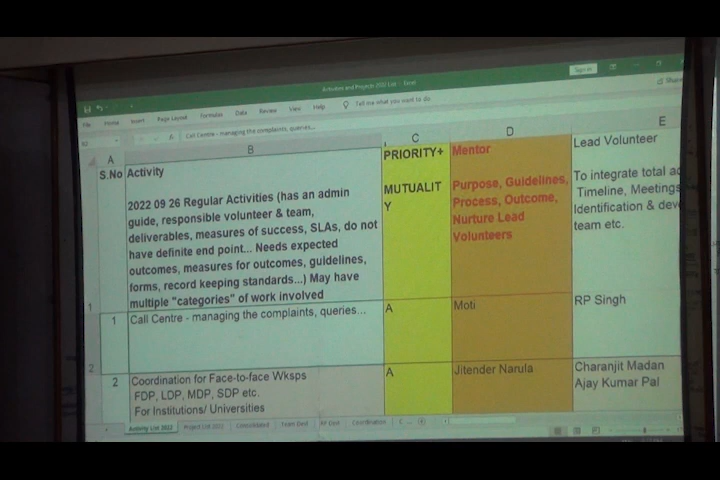 Activities and Projects ISO List - Excel
Sign in
File Home Insert Page Layout Formulas Data Review View Help Tell me what you want to do
Share
Call Centre - managing the complaints, queries...
A B C D E
S.No
Activity
2022 09 26 Regular Activities (has an admin
guide, responsible volunteer & team,
deliverables, measures of success, SLAs, do not
have definite end point... Needs expected
outcomes, measures for outcomes, guidelines,
forms, record keeping standards...) May have
multiple "categories" of work involved
PRIORITY+
MUTUALIT
Y
Mentor
Purpose, Guidelines,
Process, Outcome,
Nurture Lead
Volunteers
Lead Volunteer
To integrate total ac
Timeline, Meetings
Identification & dev
team etc.
1
1
Call Centre - managing the complaints, queries...
A
Moti
RP Singh
2
2
Coordination for Face-to-face Wksps
FDP, LDP, MDP, SDP etc.
For Institutions/ Universities
A
Jitender Narula
Charanjit Madan
Ajay Kumar Pal
Activity List 2022 Project List 2022 Consolidated Team Dest RP Dest Coordination